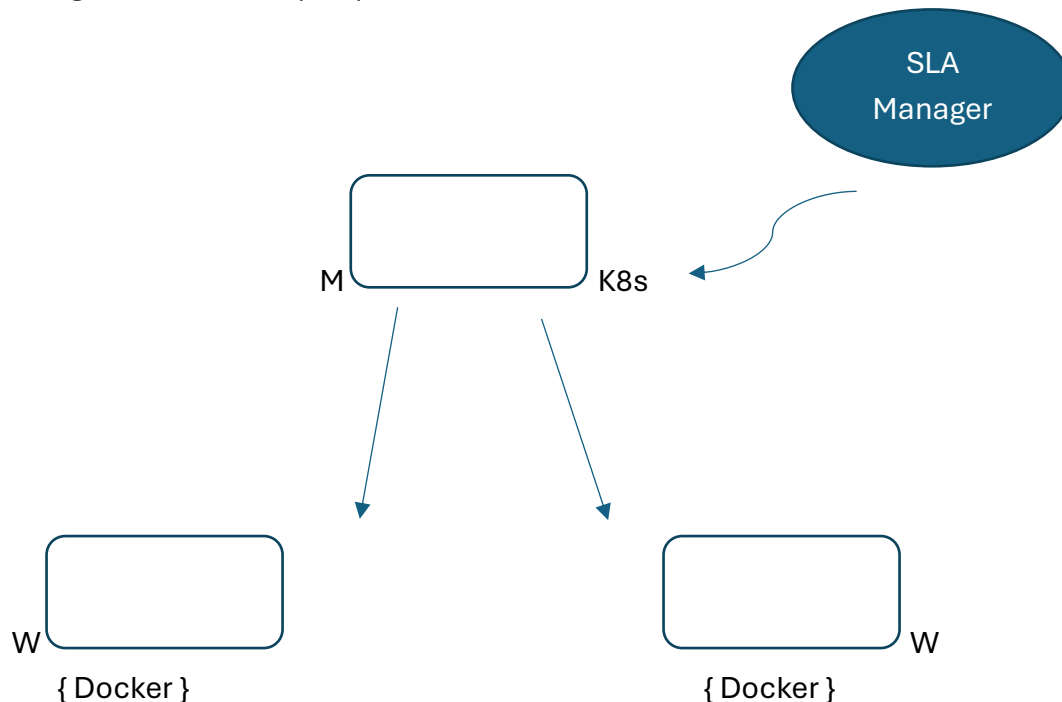 SLA
Manager
M
K8s
W
W
{ Docker }
{ Docker }